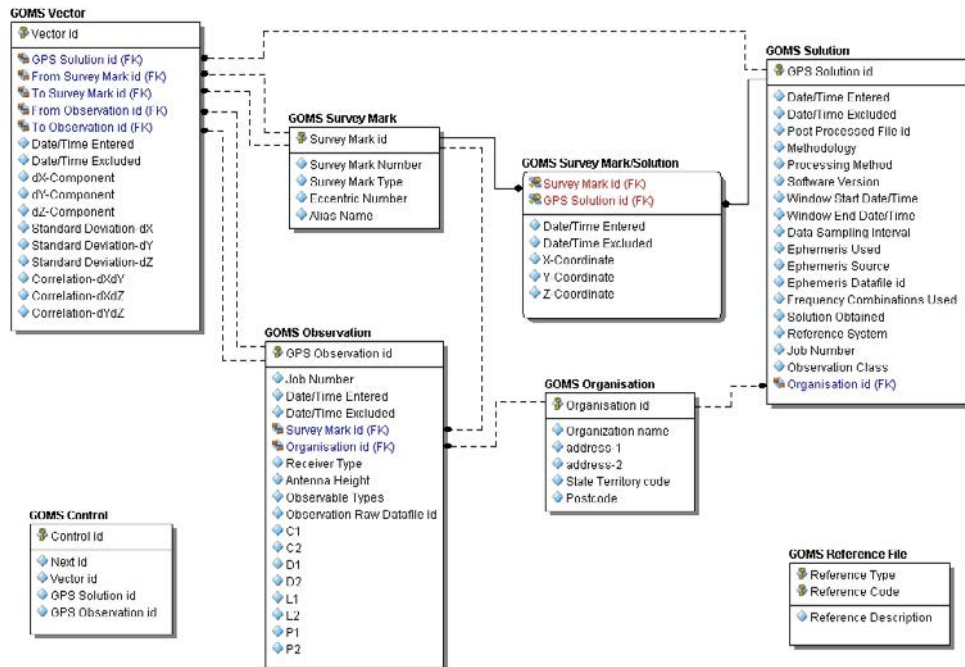 GOMS Vector
Vector id
GPS Solution id (FK)
From Survey Mark id (FK)
To Survey Mark id (FK)
From Observation id (FK)
To Observation id (FK)
Date/Time Entered
Date/Time Excluded
dX-Component
dY-Component
dZ-Component
Standard Deviation-dX
Standard Deviation-dY
Standard Deviation-dZ
Correlation-dXdY
Correlation-dXdZ
Correlation-dYdZ
GOMS Survey Mark
Survey Mark id
Survey Mark Number
Survey Mark Type
Eccentric Number
Alias Name
GOMS Survey Mark/Solution
Survey Mark id (FK)
GPS Solution id (FK)
Date/Time Entered
Date/Time Excluded
X-Coordinate
Y-Coordinate
Z-Coordinate
GOMS Solution
GPS Solution id
Date/Time Entered
Date/Time Excluded
Post Processed File id
Methodology
Processing Method
Software Version
Window Start Date/Time
Window End Date/Time
Data Sampling Interval
Ephemeris Used
Ephemeris Source
Ephemeris Datafile id
Frequency Combinations Used
Solution Obtained
Reference System
Job Number
Observation Class
Organisation id (FK)
GOMS Observation
GPS Observation id
Job Number
Date/Time Entered
Date/Time Excluded
Survey Mark id (FK)
Organisation id (FK)
Receiver Type
Antenna Height
Observable Types
Observation Raw Datafile id
C1
C2
D1
D2
L1
L2
P1
P2
GOMS Organisation
Organisation id
Organization name
address-1
address-2
State Territory code
Postcode
GOMS Control
Control id
Next id
Vector id
GPS Solution id
GPS Observation id
GOMS Reference File
Reference Type
Reference Code
Reference Description